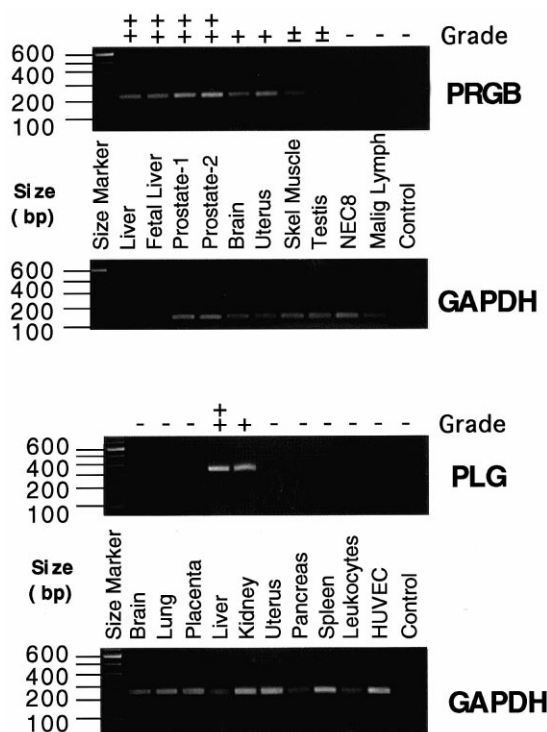 ++ ++ ++ ++ + + ± ± - - - Grade
600
400
200
100
PRGB
Size
( bp)
Size Marker
Liver
Fetal Liver
Prostate-1
Prostate-2
Brain
Uterus
Skel Muscle
Testis
NEC8
Malig Lymph
Control
600
400
200
100
GAPDH
- - - ++ + - - - - - - Grade
600
400
200
100
PLG
Size
( bp)
Size Marker
Brain
Lung
Placenta
Liver
Kidney
Uterus
Pancreas
Spleen
Leukocytes
HUVEC
Control
600
400
200
100
GAPDH